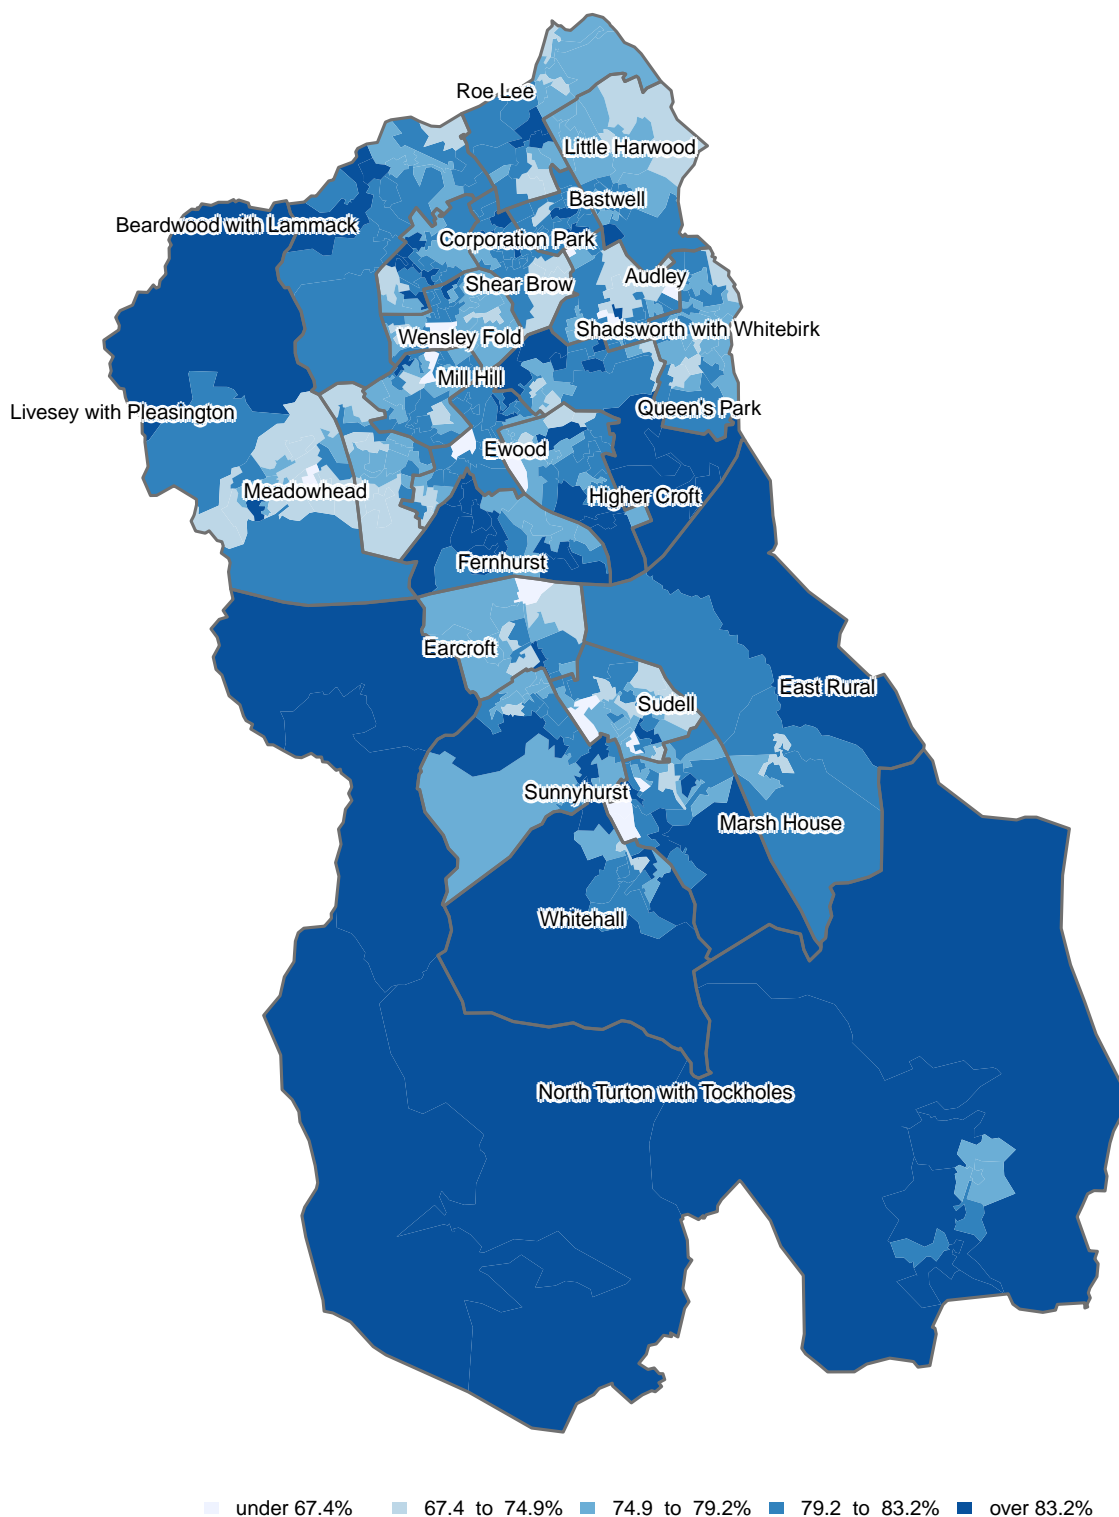 Roe Lee
Little Harwood
Bastwell
Beardwood with Lammack
Corporation Park
Audley
Shear Brow
Shadsworth with Whitebirk
Wensley Fold
Mill Hill
Queen's Park
Livesey with Pleasington
Ewood
Meadowhead
Higher Croft
Fernhurst
Earcroft
East Rural
Sudell
Sunnyhurst
Marsh House
Whitehall
North Turton with Tockholes
under 67.4% 67.4 to 74.9% 74.9 to 79.2% 79.2 to 83.2% over 83.2%